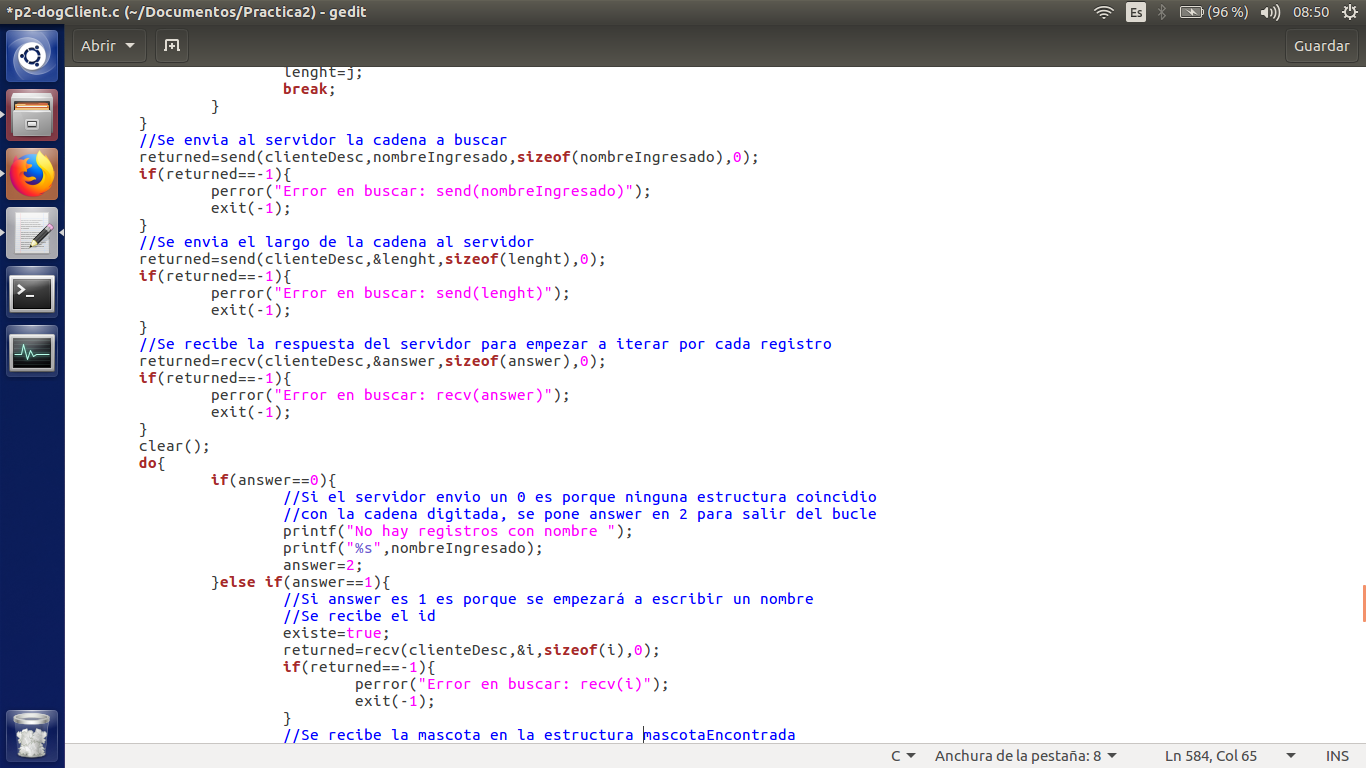 *p2-dogClient.c (~/Documentos/Practica2) - gedit
Es
(96 %)
08:50
Abrir
Guardar
lenght=j;
break;
}
}
//Se envia al servidor la cadena a buscar
returned=send(clienteDesc,nombreIngresado,sizeof(nombreIngresado),0);
if(returned==-1){
perror("Error en buscar: send(nombreIngresado)");
exit(-1);
}
//Se envia el largo de la cadena al servidor
returned=send(clienteDesc,&lenght,sizeof(lenght),0);
if(returned==-1){
perror("Error en buscar: send(lenght)");
exit(-1);
}
//Se recibe la respuesta del servidor para empezar a iterar por cada registro
returned=recv(clienteDesc,&answer,sizeof(answer),0);
if(returned==-1){
perror("Error en buscar: recv(answer)");
exit(-1);
}
clear();
do{
if(answer==0){
//Si el servidor envio un 0 es porque ninguna estructura coincidio
//con la cadena digitada, se pone answer en 2 para salir del bucle
printf("No hay registros con nombre ");
printf("%s",nombreIngresado);
answer=2;
}else if(answer==1){
//Si answer es 1 es porque se empezará a escribir un nombre
//Se recibe el id
existe=true;
returned=recv(clienteDesc,&i,sizeof(i),0);
if(returned==-1){
perror("Error en buscar: recv(i)");
exit(-1);
}
//Se recibe la mascota en la estructura mascotaEncontrada
C
Anchura de la pestaña: 8
Ln 584, Col 65
INS